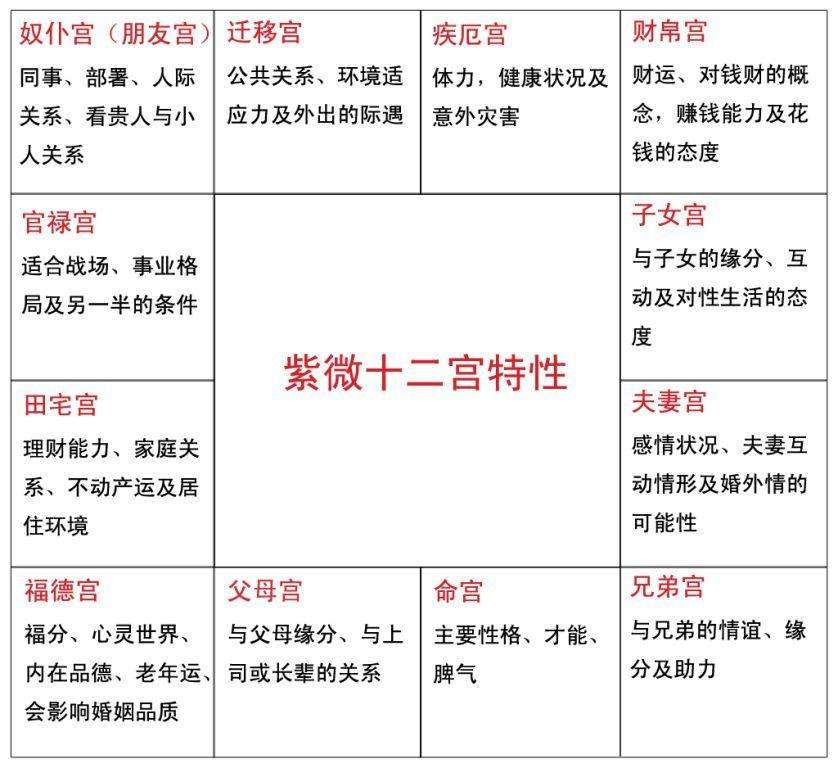 奴仆宫（朋友宫）
同事、部署、人际
关系、看贵人与小
人关系
迁移宫
公共关系、环境适
应力及外出的际遇
疾厄宫
体力，健康状况及
意外灾害
财帛宫
财运、对钱财的概
念，赚钱能力及花
钱的态度
官禄宫
适合战场、事业格
局及另一半的条件
紫微十二宫特性
子女宫
与子女的缘分、互
动及对性生活的态
度
田宅宫
理财能力、家庭关
系、不动产运及居
住环境
夫妻宫
感情状况、夫妻互
动情形及婚外情的
可能性
福德宫
福分、心灵世界、
内在品德、老年运、
会影响婚姻品质
父母宫
与父母缘分、与上
司或长辈的关系
命宫
主要性格、才能、
脾气
兄弟宫
与兄弟的情谊、缘
分及助力